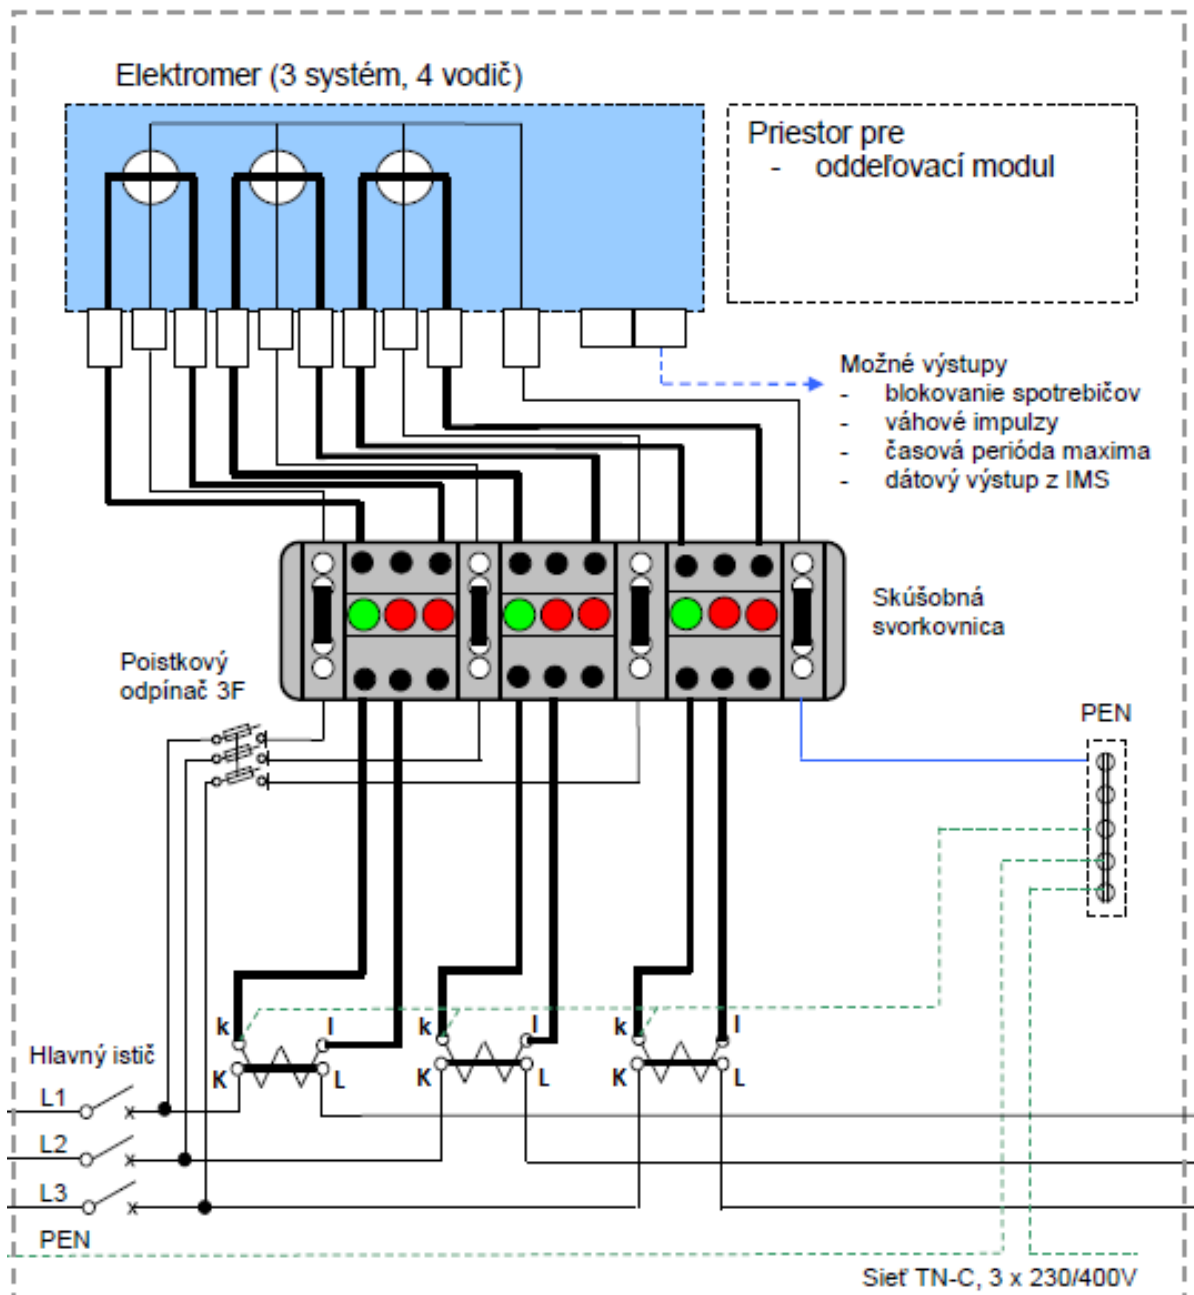 Elektromer (3 systém, 4 vodič)
Priestor pre
- oddeľovací modul
Možné výstupy
- blokovanie spotrebičov
- váhové impulzy
- časová perióda maxima
- dátový výstup z IMS
Skúšobná
svorkovnica
Poistkový
odpínač 3F
PEN
k l k l k l
Hlavný istič
K L K L K L
L1
L2
L3
PEN
Sieť TN-C, 3 x 230/400V